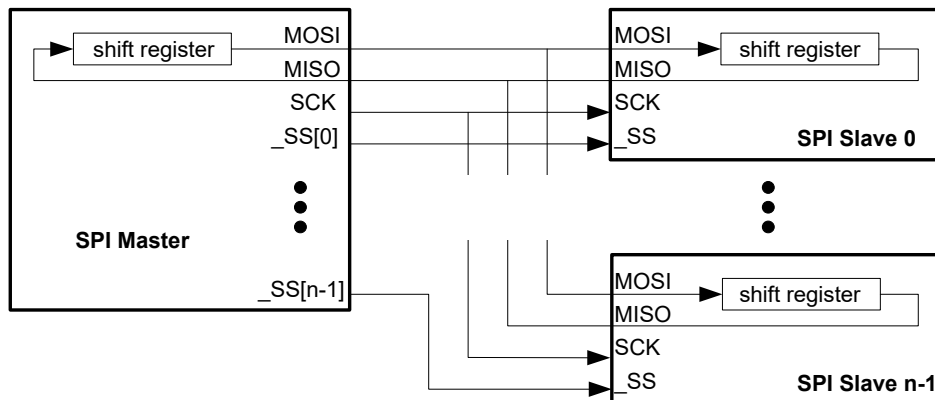 shift register
MOSI
MISO
SCK
_SS[0]
SPI Master
_SS[n-1]
MOSI
shift register
MISO
SCK
_SS
SPI Slave 0
MOSI
shift register
MISO
SCK
_SS
SPI Slave n-1